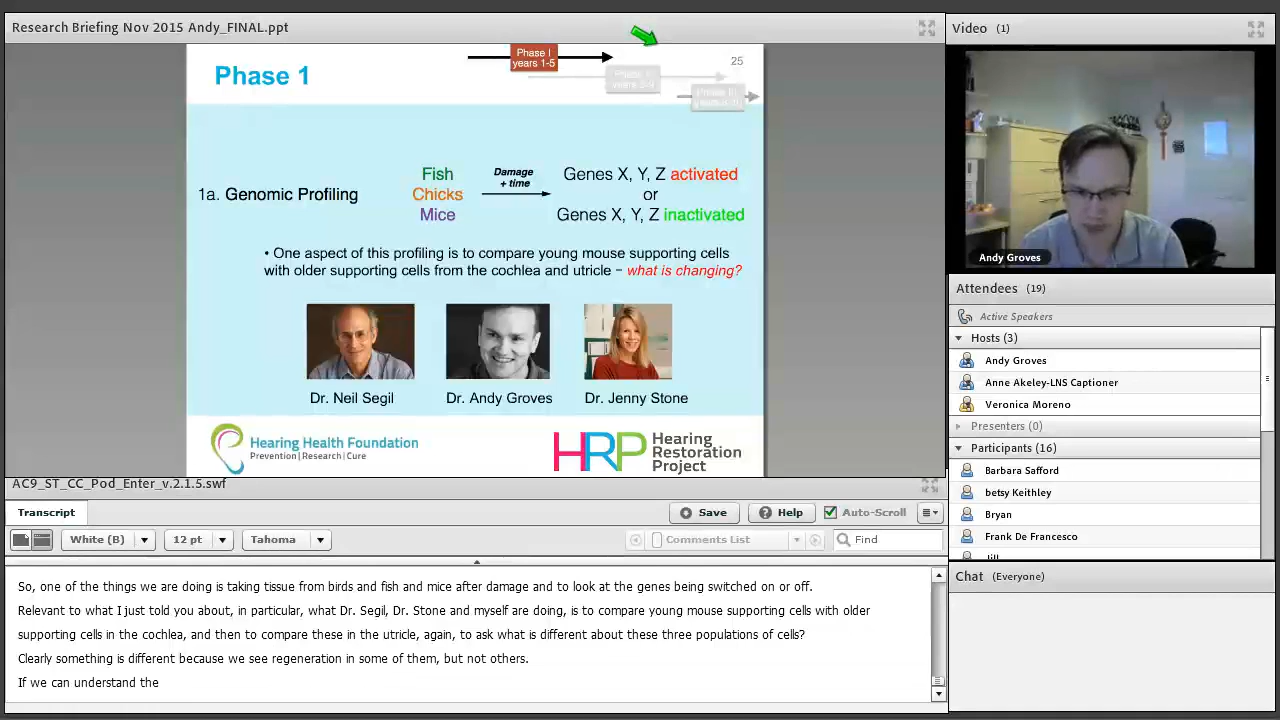 Research Briefing Nov 2015 Andy_FINAL.ppt
Phase I
years 1-5
25
Phase 1
1a. Genomic Profiling
Fish
Chicks
Mice
Damage
+ time
Genes X, Y, Z activated
or
Genes X, Y, Z inactivated
• One aspect of this profiling is to compare young mouse supporting cells
with older supporting cells from the cochlea and utricle – what is changing?
Dr. Neil Segil
Dr. Andy Groves
Dr. Jenny Stone
Hearing Health Foundation
Prevention|Research|Cure
HRP
Hearing
Restoration
Project
Video (1)
Andy Groves
Attendees (19)
Active Speakers
Hosts (3)
Andy Groves
Anne Akeley-LNS Captioner
Veronica Moreno
Presenters (0)
Participants (16)
Barbara Safford
betsy Keithley
Bryan
Frank De Francesco
Jill
Chat (Everyone)
AC9_ST_CC_Pod_Enter_v.2.1.5.swf
Transcript
Save
Help
Auto-Scroll
White (B)
12 pt
Tahoma
Comments List
Find
So, one of the things we are doing is taking tissue from birds and fish and mice after damage and to look at the genes being switched on or off.
Relevant to what I just told you about, in particular, what Dr. Segil, Dr. Stone and myself are doing, is to compare young mouse supporting cells with older
supporting cells in the cochlea, and then to compare these in the utricle, again, to ask what is different about these three populations of cells?
Clearly something is different because we see regeneration in some of them, but not others.
If we can understand the